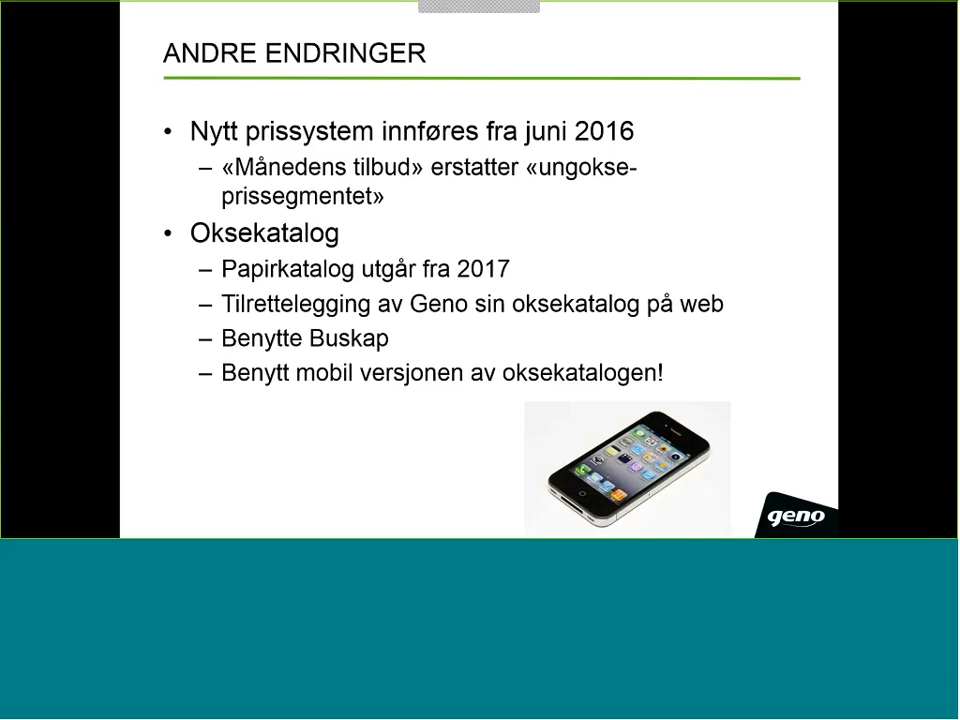 ANDRE ENDRINGER
• Nytt prissystem innføres fra juni 2016
– «Månedens tilbud» erstatter «ungokse-
prissegmentet»
• Oksekatalog
– Papirkatalog utgår fra 2017
– Tilrettelegging av Geno sin oksekatalog på web
– Benytte Buskap
– Benytt mobil versjonen av oksekatalogen!
geno